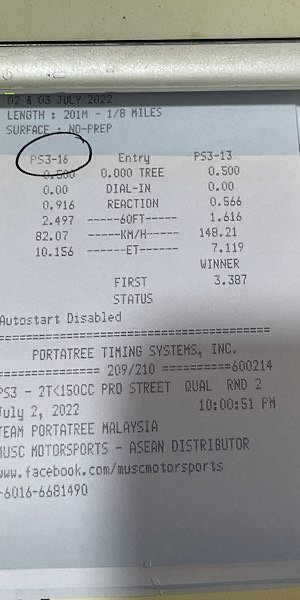 02 & 03 JULY 2022
LENGTH : 201M - 1/8 MILES
SURFACE : NO-PREP
PS3-16 Entry PS3-13
0.500 0.000 TREE 0.500
0.00 DIAL-IN 0.00
0.916 REACTION 0.566
2.497 -----60FT----- 1.616
82.07 -----KM/H----- 148.21
10.156 ------ET------ 7.119
WINNER
FIRST 3.387
STATUS
Autostart Disabled
========================================
PORTATREE TIMING SYSTEMS, INC.
=============== 209/210 ==========600214
PS3 - 2T<150CC PRO STREET QUAL RND 2
July 2, 2022 10:00:51 PM
TEAM PORTATREE MALAYSIA
MUSC MOTORSPORTS - ASEAN DISTRIBUTOR
www.facebook.com/muscmotorsports
-6016-6681490